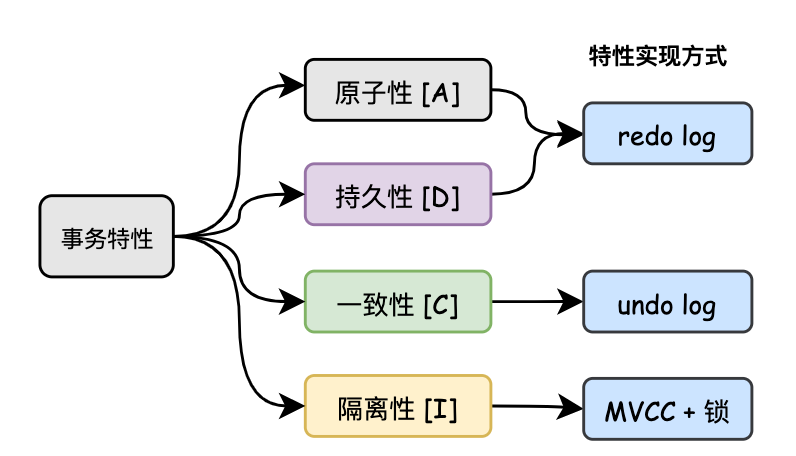 特性实现方式
原子性 [A]
redo log
持久性 [D]
事务特性
一致性 [C]
undo log
隔离性 [I]
MVCC + 锁